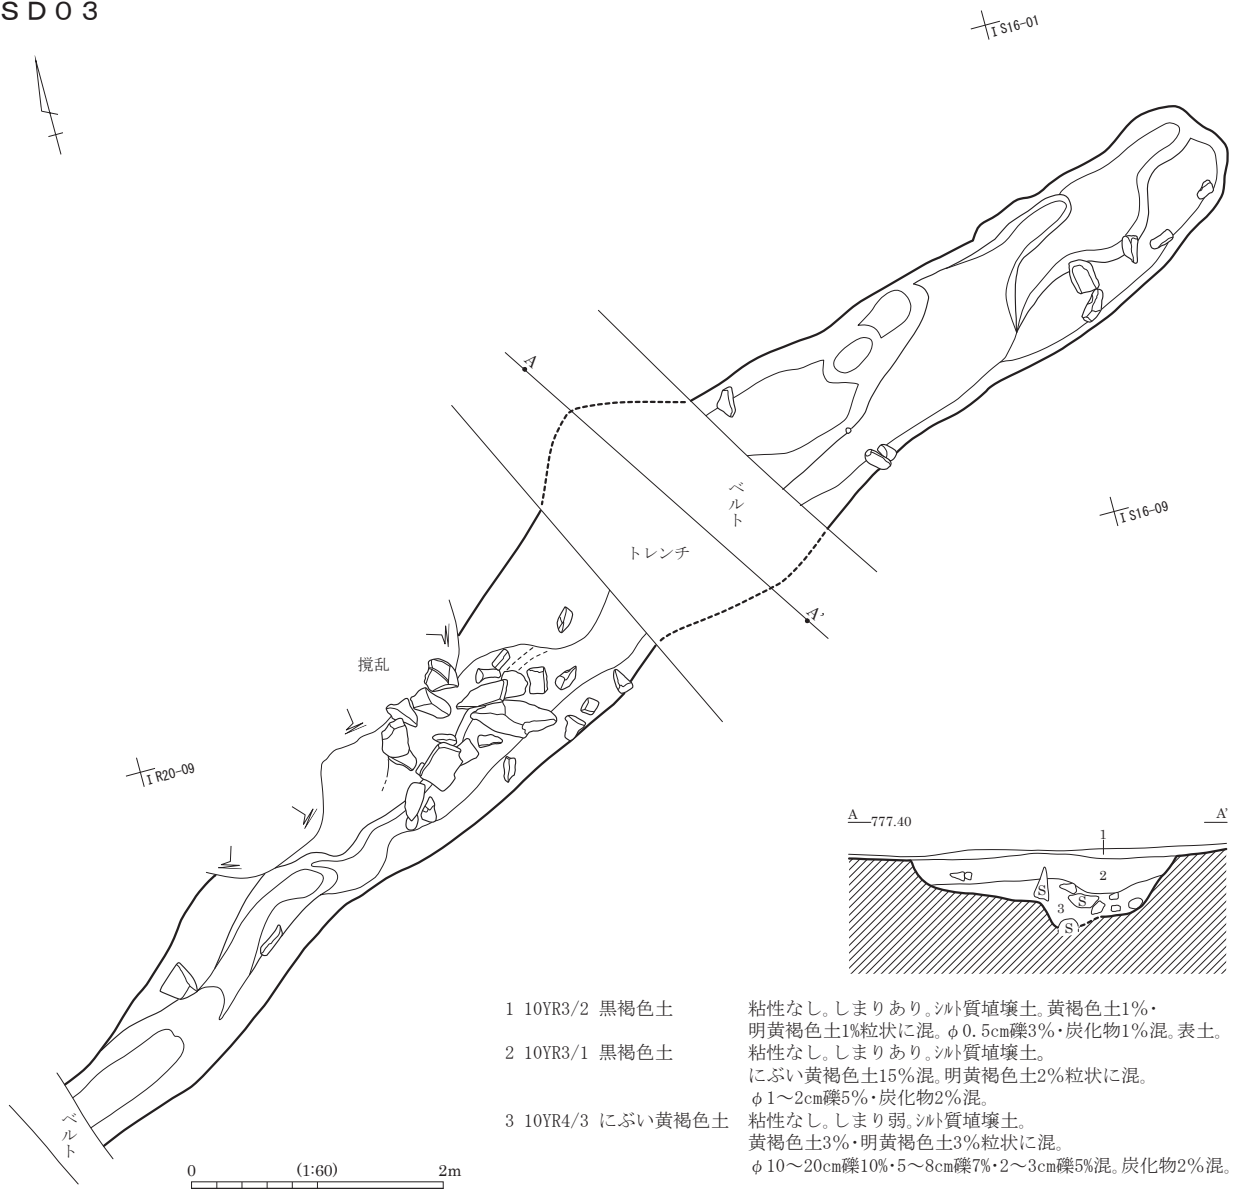 SD03
I S16-01
A
ベルト
トレンチ
I S16-09
A'
撹乱
I R20-09
A 777.40 A'
1
2
3
S
S
S
ベルト
0 (1:60) 2m
1 10YR3/2 黒褐色土 粘性なし。しまりあり。シルト質埴壌土。黄褐色土1%・
明黄褐色土1%粒状に混。φ0.5cm礫3%・炭化物1%混。表土。
2 10YR3/1 黒褐色土 粘性なし。しまりあり。シルト質埴壌土。
にぶい黄褐色土15%混。明黄褐色土2%粒状に混。
φ1～2cm礫5%・炭化物2%混。
3 10YR4/3 にぶい黄褐色土 粘性なし。しまり弱。シルト質埴壌土。
黄褐色土3%・明黄褐色土3%粒状に混。
φ10～20cm礫10%・5～8cm礫7%・2～3cm礫5%混。炭化物2%混。